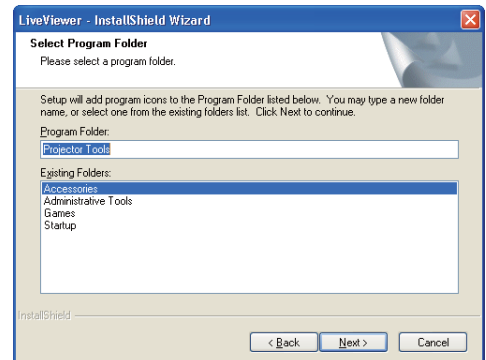 LiveViewer - InstallShield Wizard
Select Program Folder
Please select a program folder.
Setup will add program icons to the Program Folder listed below. You may type a new folder
name, or select one from the existing folders list. Click Next to continue.
Program Folder:
Projector Tools
Existing Folders:
Accessories
Administrative Tools
Games
Startup
InstallShield
< Back Next > Cancel